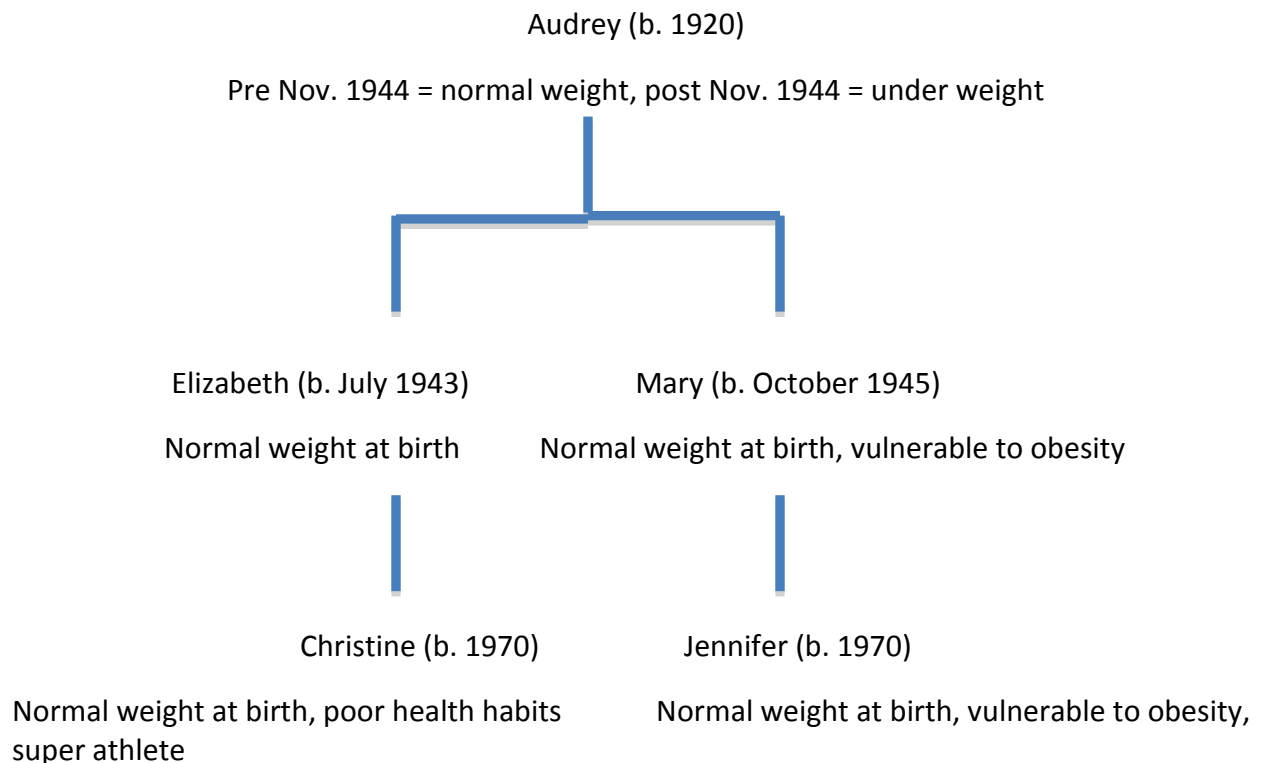 Audrey (b. 1920)
Pre Nov. 1944 = normal weight, post Nov. 1944 = under weight
Elizabeth (b. July 1943)
Mary (b. October 1945)
Normal weight at birth
Normal weight at birth, vulnerable to obesity
Christine (b. 1970)
Jennifer (b. 1970)
Normal weight at birth, poor health habits
super athlete
Normal weight at birth, vulnerable to obesity,